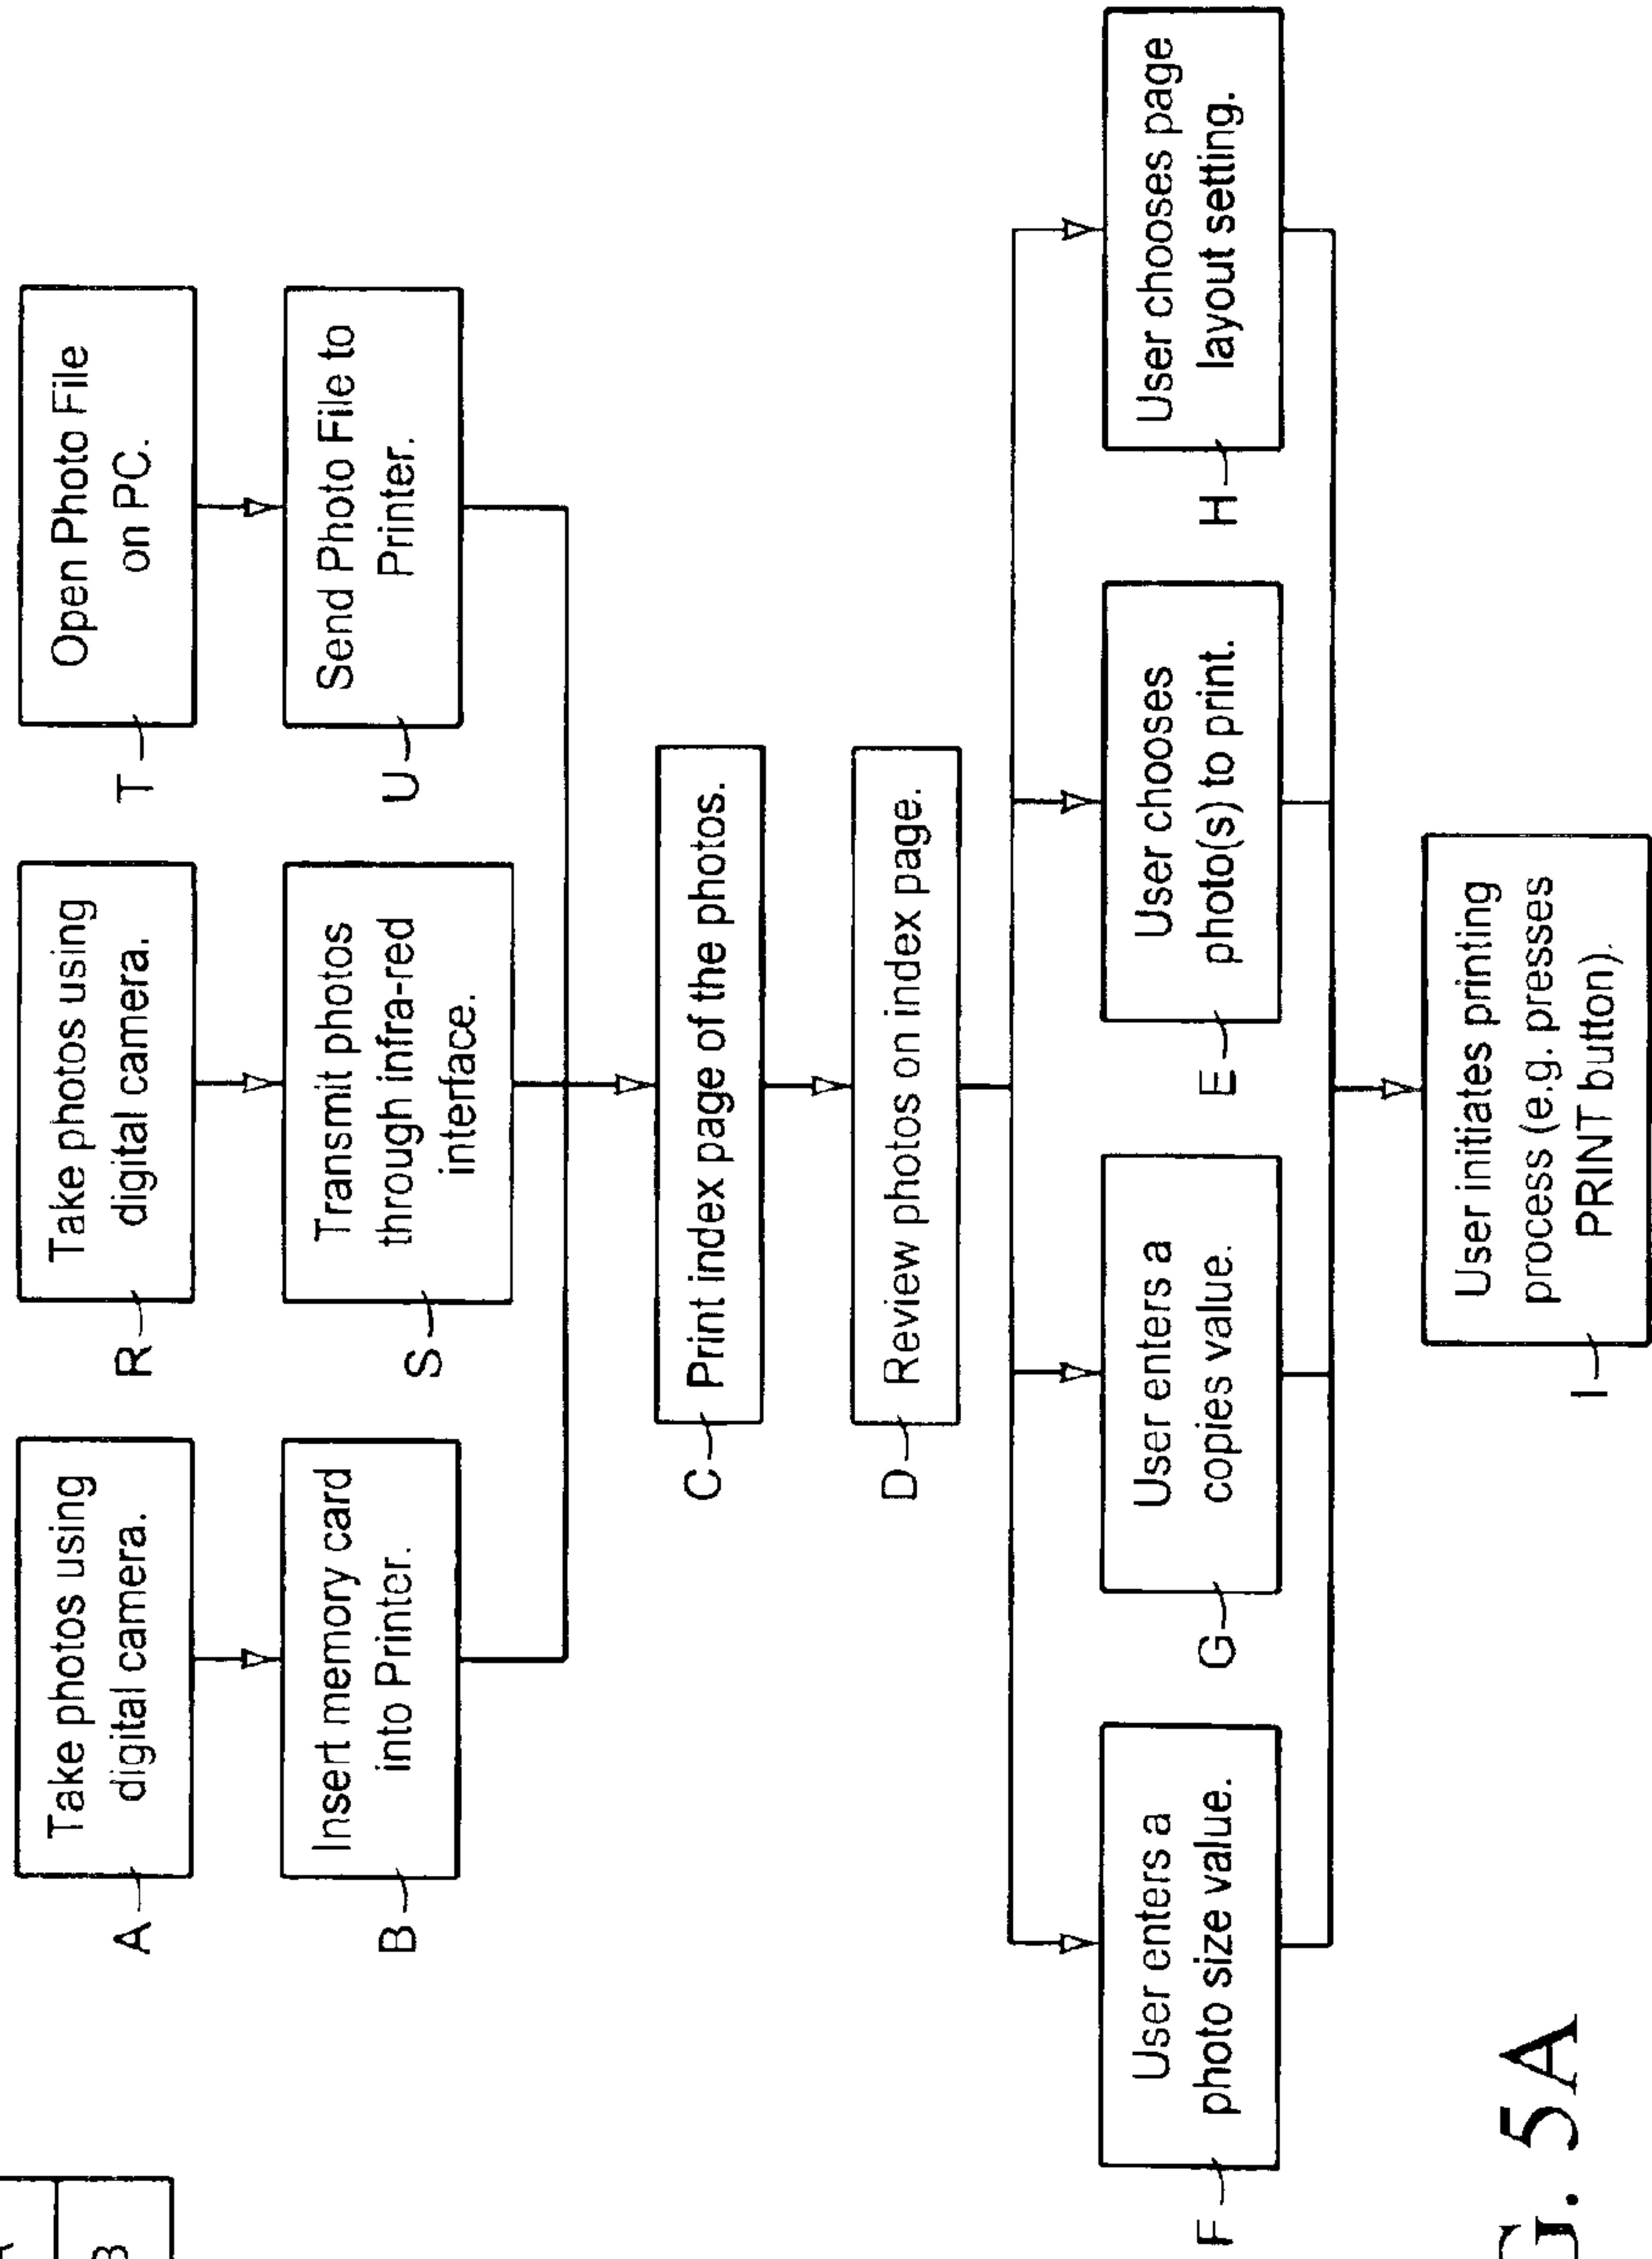 A
Take photos using
digital camera.
R
Take photos using
digital camera.
T
Open Photo File
on PC.
B
Insert memory card
into Printer.
S
Transmit photos
through infra-red
interface.
U
Send Photo File to
Printer.
C
Print index page of the photos.
D
Review photos on index page.
F
User enters a
photo size value.
G
User enters a
copies value.
E
User chooses
photo(s) to print.
H
User chooses page
layout setting.
I
User initiates printing
process (e.g. presses
PRINT button).
G. 5A
B